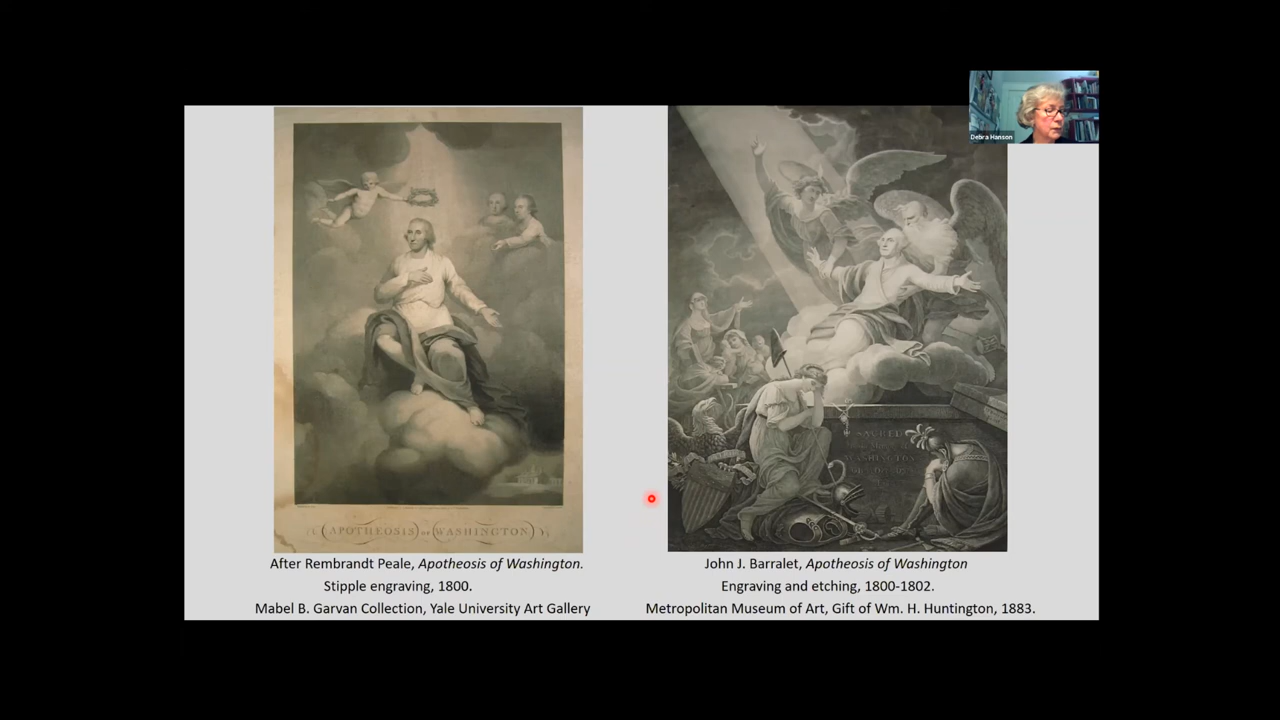 Debra Hanson
APOTHEOSIS OF WASHINGTON
SACRED
WASHINGTON
After Rembrandt Peale, Apotheosis of Washington.
Stipple engraving, 1800.
Mabel B. Garvan Collection, Yale University Art Gallery
John J. Barralet, Apotheosis of Washington
Engraving and etching, 1800-1802.
Metropolitan Museum of Art, Gift of Wm. H. Huntington, 1883.